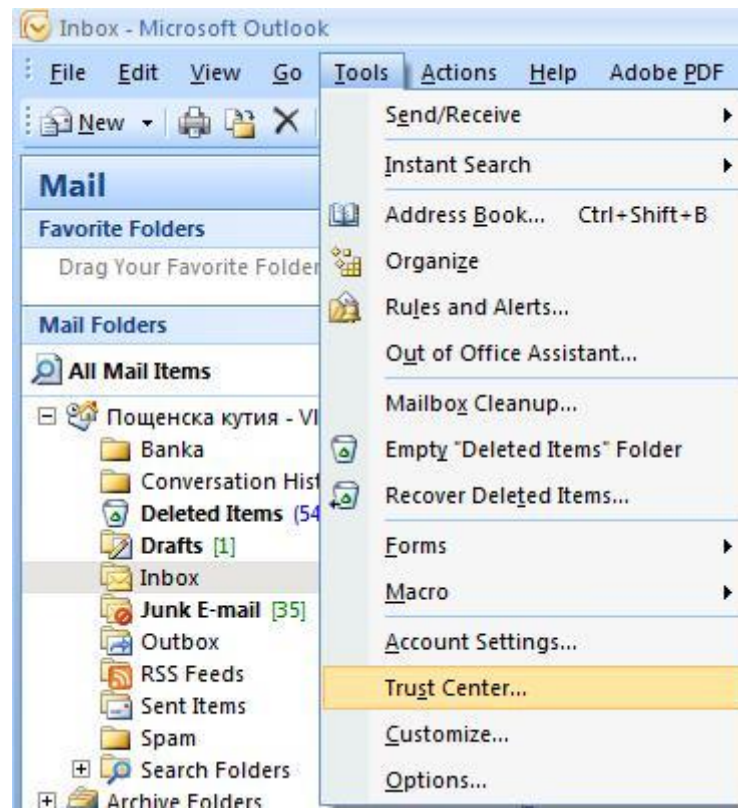 Inbox - Microsoft Outlook
File Edit View Go Tools Actions Help Adobe PDF
New
Send/Receive
Instant Search
Address Book... Ctrl+Shift+B
Organize
Rules and Alerts...
Out of Office Assistant...
Mailbox Cleanup...
Empty "Deleted Items" Folder
Recover Deleted Items...
Forms
Macro
Account Settings...
Trust Center...
Customize...
Options...
Mail
Favorite Folders
Drag Your Favorite Folder
Mail Folders
All Mail Items
Пощенска кутия - VI
Banka
Conversation Hist
Deleted Items (54
Drafts [1]
Inbox
Junk E-mail [35]
Outbox
RSS Feeds
Sent Items
Spam
Search Folders
Archive Folders